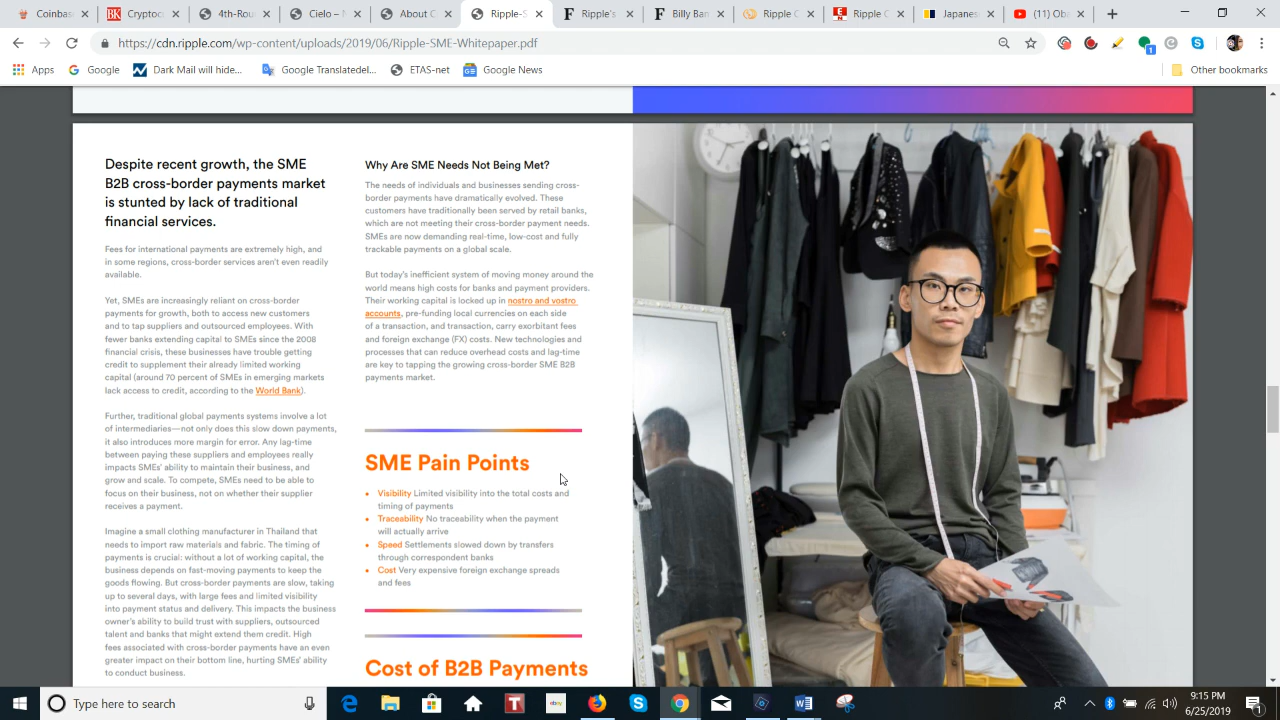 Coinbas
4th-Rou
Cio – N
About C
Ripple-S
Ripple's
Billy Ban
Ripple C
Ripple C
Japanes
(11) Oba
https://cdn.ripple.com/wp-content/uploads/2019/06/Ripple-SME-Whitepaper.pdf
1
Apps
Google
Dark Mail will hide...
Google Translatedel...
ETAS-net
Google News
Other bookmarks
Despite recent growth, the SME
B2B cross-border payments market
is stunted by lack of traditional
financial services.
Fees for international payments are extremely high, and
in some regions, cross-border services aren't even readily
available.
Yet, SMEs are increasingly reliant on cross-border
payments for growth, both to access new customers
and to tap suppliers and outsourced employees. With
fewer banks extending capital to SMEs since the 2008
financial crisis, these businesses have trouble getting
credit to supplement their already limited working
capital (around 70 percent of SMEs in emerging markets
lack access to credit, according to the World Bank).
Further, traditional global payments systems involve a lot
of intermediaries—not only does this slow down payments,
it also introduces more margin for error. Any lag-time
between paying these suppliers and employees really
impacts SMEs' ability to maintain their business, and
grow and scale. To compete, SMEs need to be able to
focus on their business, not on whether their supplier
receives a payment.
Imagine a small clothing manufacturer in Thailand that
needs to import raw materials and fabric. The timing of
payments is crucial: without a lot of working capital, the
business depends on fast-moving payments to keep the
goods flowing. But cross-border payments are slow, taking
up to several days, with large fees and limited visibility
into payment status and delivery. This impacts the business
owner's ability to build trust with suppliers, outsourced
talent and banks that might extend them credit. High
fees associated with cross-border payments have an even
greater impact on their bottom line, hurting SMEs' ability
to conduct business.
Why Are SME Needs Not Being Met?
The needs of individuals and businesses sending cross-
border payments have dramatically evolved. These
customers have traditionally been served by retail banks,
which are not meeting their cross-border payment needs.
SMEs are now demanding real-time, low-cost and fully
trackable payments on a global scale.
But today's inefficient system of moving money around the
world means high costs for banks and payment providers.
Their working capital is locked up in nostro and vostro
accounts, pre-funding local currencies on each side
of a transaction, and transaction, carry exorbitant fees
and foreign exchange (FX) costs. New technologies and
processes that can reduce overhead costs and lag-time
are key to tapping the growing cross-border SME B2B
payments market.
SME Pain Points
• Visibility Limited visibility into the total costs and
timing of payments
• Traceability No traceability when the payment
will actually arrive
• Speed Settlements slowed down by transfers
through correspondent banks
• Cost Very expensive foreign exchange spreads
and fees
Cost of B2B Payments
Type here to search
ebay
9:15 PM
6/25/2019